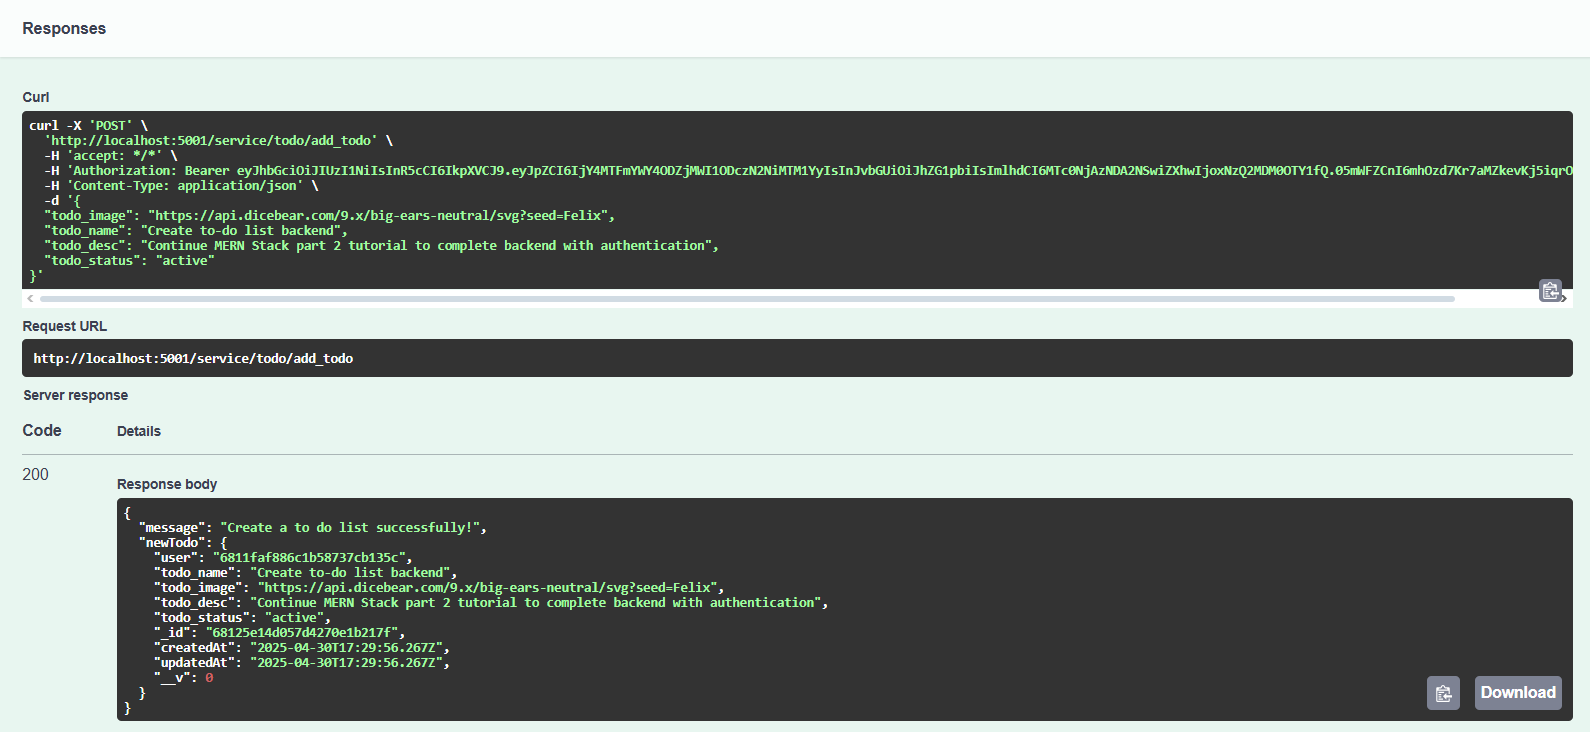 Responses
Curl
curl -X 'POST' \
'http://localhost:5001/service/todo/add_todo' \
-H 'accept: */*' \
-H 'Authorization: Bearer eyJhbGciOiJIUzI1NiIsInR5cCI6IkpXVCJ9.eyJpZCI6IjY4MTFmYWY4ODZjMWI1ODczN2NiMTM1YyIsInJvbGUiOiJhZG1pbiIsImlhdCI6MTc0NjAzNDA2NSwiZXhwIjoxNzQ2MDM0OTY1fQ.05mWFZCnI6mhOzd7Kr7aMZkevKj5iqrO
-H 'Content-Type: application/json' \
-d '{
"todo_image": "https://api.dicebear.com/9.x/big-ears-neutral/svg?seed=Felix",
"todo_name": "Create to-do list backend",
"todo_desc": "Continue MERN Stack part 2 tutorial to complete backend with authentication",
"todo_status": "active"
}'
Request URL
http://localhost:5001/service/todo/add_todo
Server response
Code Details
200
Response body
{
"message": "Create a to do list successfully!",
"newTodo": {
"user": "6811faf886c1b58737cb135c",
"todo_name": "Create to-do list backend",
"todo_image": "https://api.dicebear.com/9.x/big-ears-neutral/svg?seed=Felix",
"todo_desc": "Continue MERN Stack part 2 tutorial to complete backend with authentication",
"todo_status": "active",
"_id": "68125e14d057d4270e1b217f",
"createdAt": "2025-04-30T17:29:56.267Z",
"updatedAt": "2025-04-30T17:29:56.267Z",
"__v": 0
}
}
Download